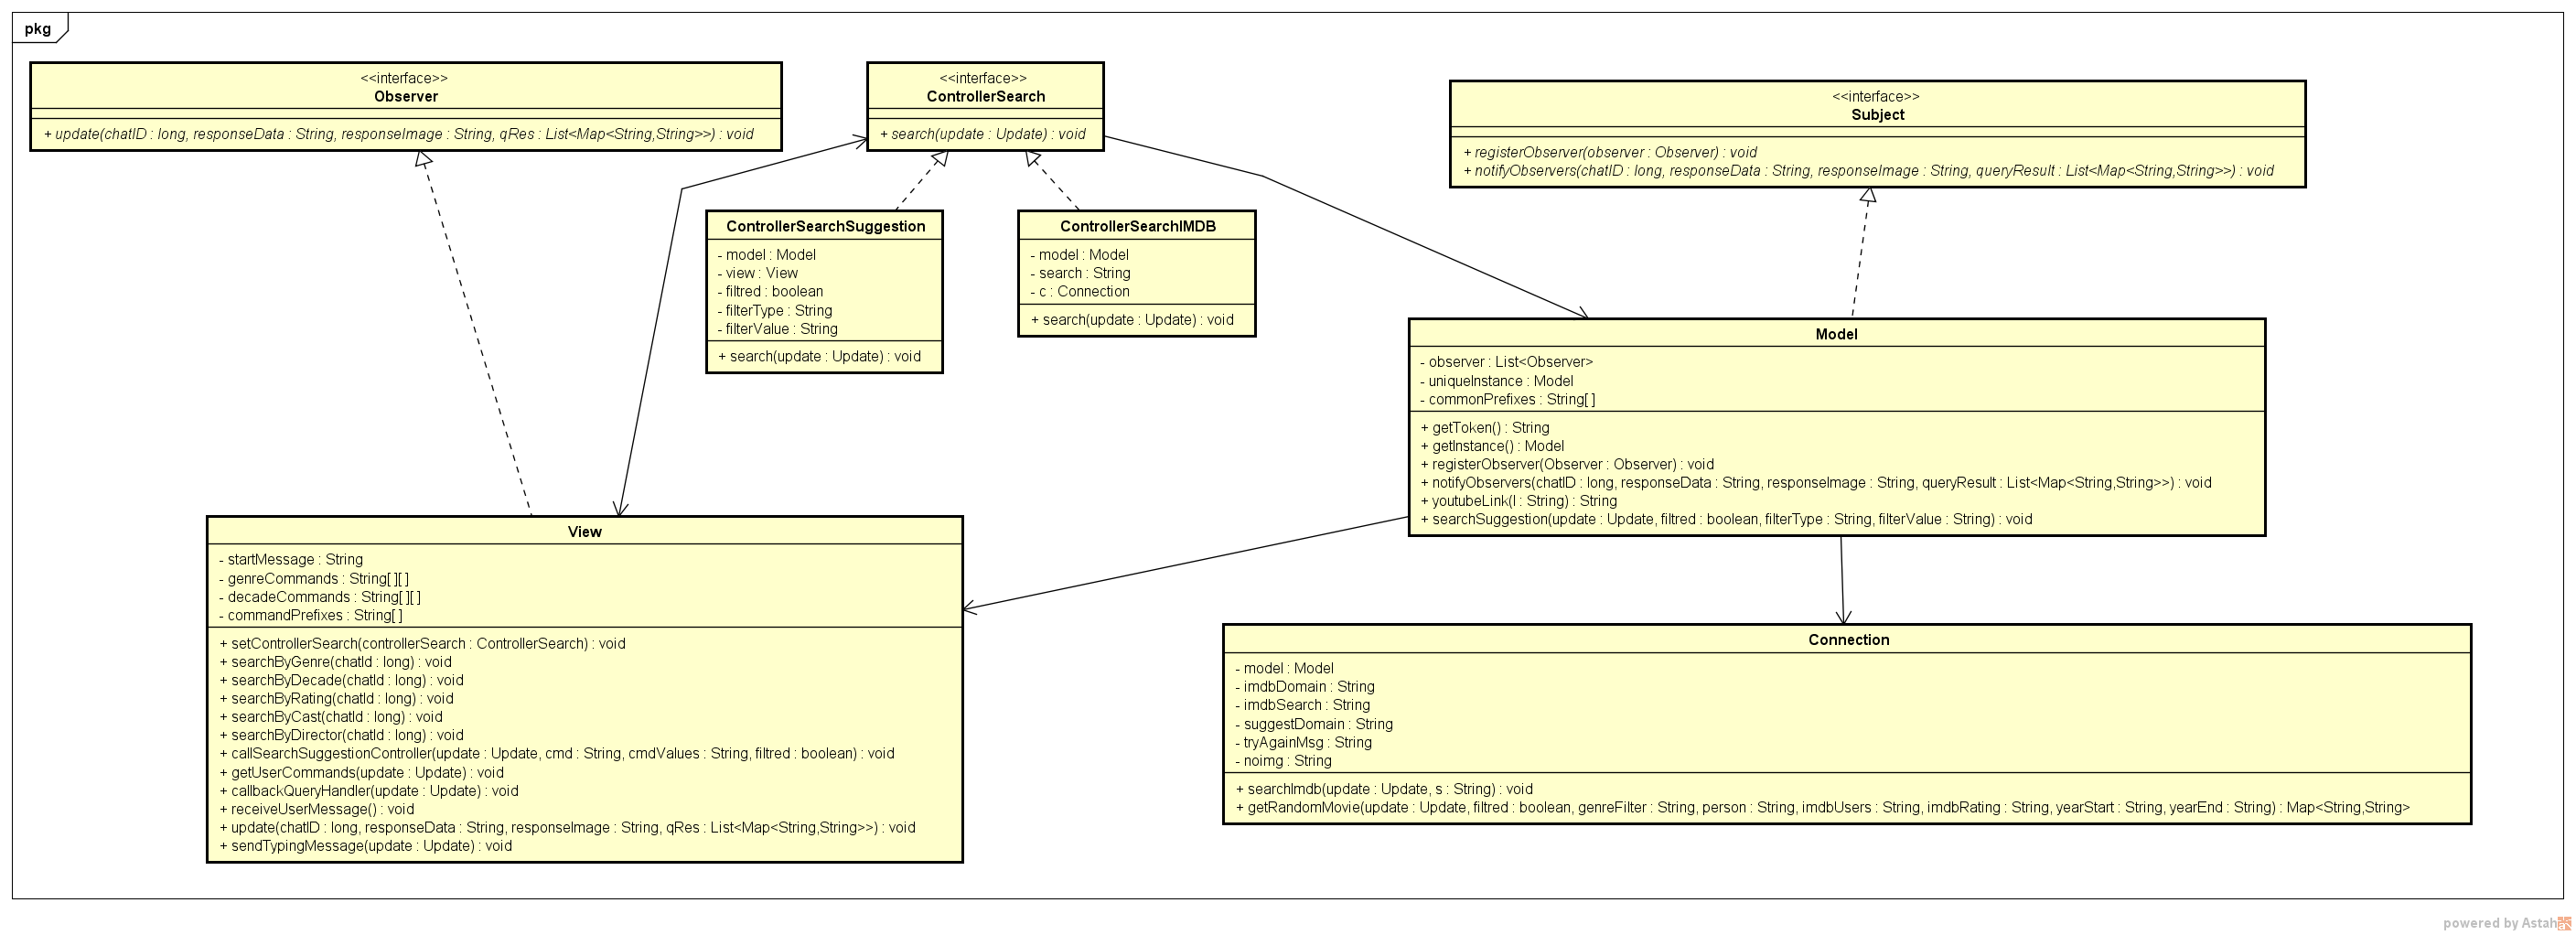 pkg
<<interface>>
Observer
+ update(chatID : long, responseData : String, responseImage : String, qRes : List<Map<String,String>>) : void
<<interface>>
ControllerSearch
+ search(update : Update) : void
<<interface>>
Subject
+ registerObserver(observer : Observer) : void
+ notifyObservers(chatID : long, responseData : String, responseImage : String, queryResult : List<Map<String,String>>) : void
ControllerSearchSuggestion
- model : Model
- view : View
- filtred : boolean
- filterType : String
- filterValue : String
+ search(update : Update) : void
ControllerSearchIMDB
- model : Model
- search : String
- c : Connection
+ search(update : Update) : void
Model
- observer : List<Observer>
- uniqueInstance : Model
- commonPrefixes : String[ ]
+ getToken() : String
+ getInstance() : Model
+ registerObserver(Observer : Observer) : void
+ notifyObservers(chatID : long, responseData : String, responseImage : String, queryResult : List<Map<String,String>>) : void
+ youtubeLink(l : String) : String
+ searchSuggestion(update : Update, filtred : boolean, filterType : String, filterValue : String) : void
View
- startMessage : String
- genreCommands : String[ ][ ]
- decadeCommands : String[ ][ ]
- commandPrefixes : String[ ]
+ setControllerSearch(controllerSearch : ControllerSearch) : void
+ searchByGenre(chatId : long) : void
+ searchByDecade(chatId : long) : void
+ searchByRating(chatId : long) : void
+ searchByCast(chatId : long) : void
+ searchByDirector(chatId : long) : void
+ callSearchSuggestionController(update : Update, cmd : String, cmdValues : String, filtred : boolean) : void
+ getUserCommands(update : Update) : void
+ callbackQueryHandler(update : Update) : void
+ receiveUserMessage() : void
+ update(chatID : long, responseData : String, responseImage : String, qRes : List<Map<String,String>>) : void
+ sendTypingMessage(update : Update) : void
Connection
- model : Model
- imdbDomain : String
- imdbSearch : String
- suggestDomain : String
- tryAgainMsg : String
- noimg : String
+ searchImdb(update : Update, s : String) : void
+ getRandomMovie(update : Update, filtred : boolean, genreFilter : String, person : String, imdbUsers : String, imdbRating : String, yearStart : String, yearEnd : String) : Map<String,String>
powered by Astah